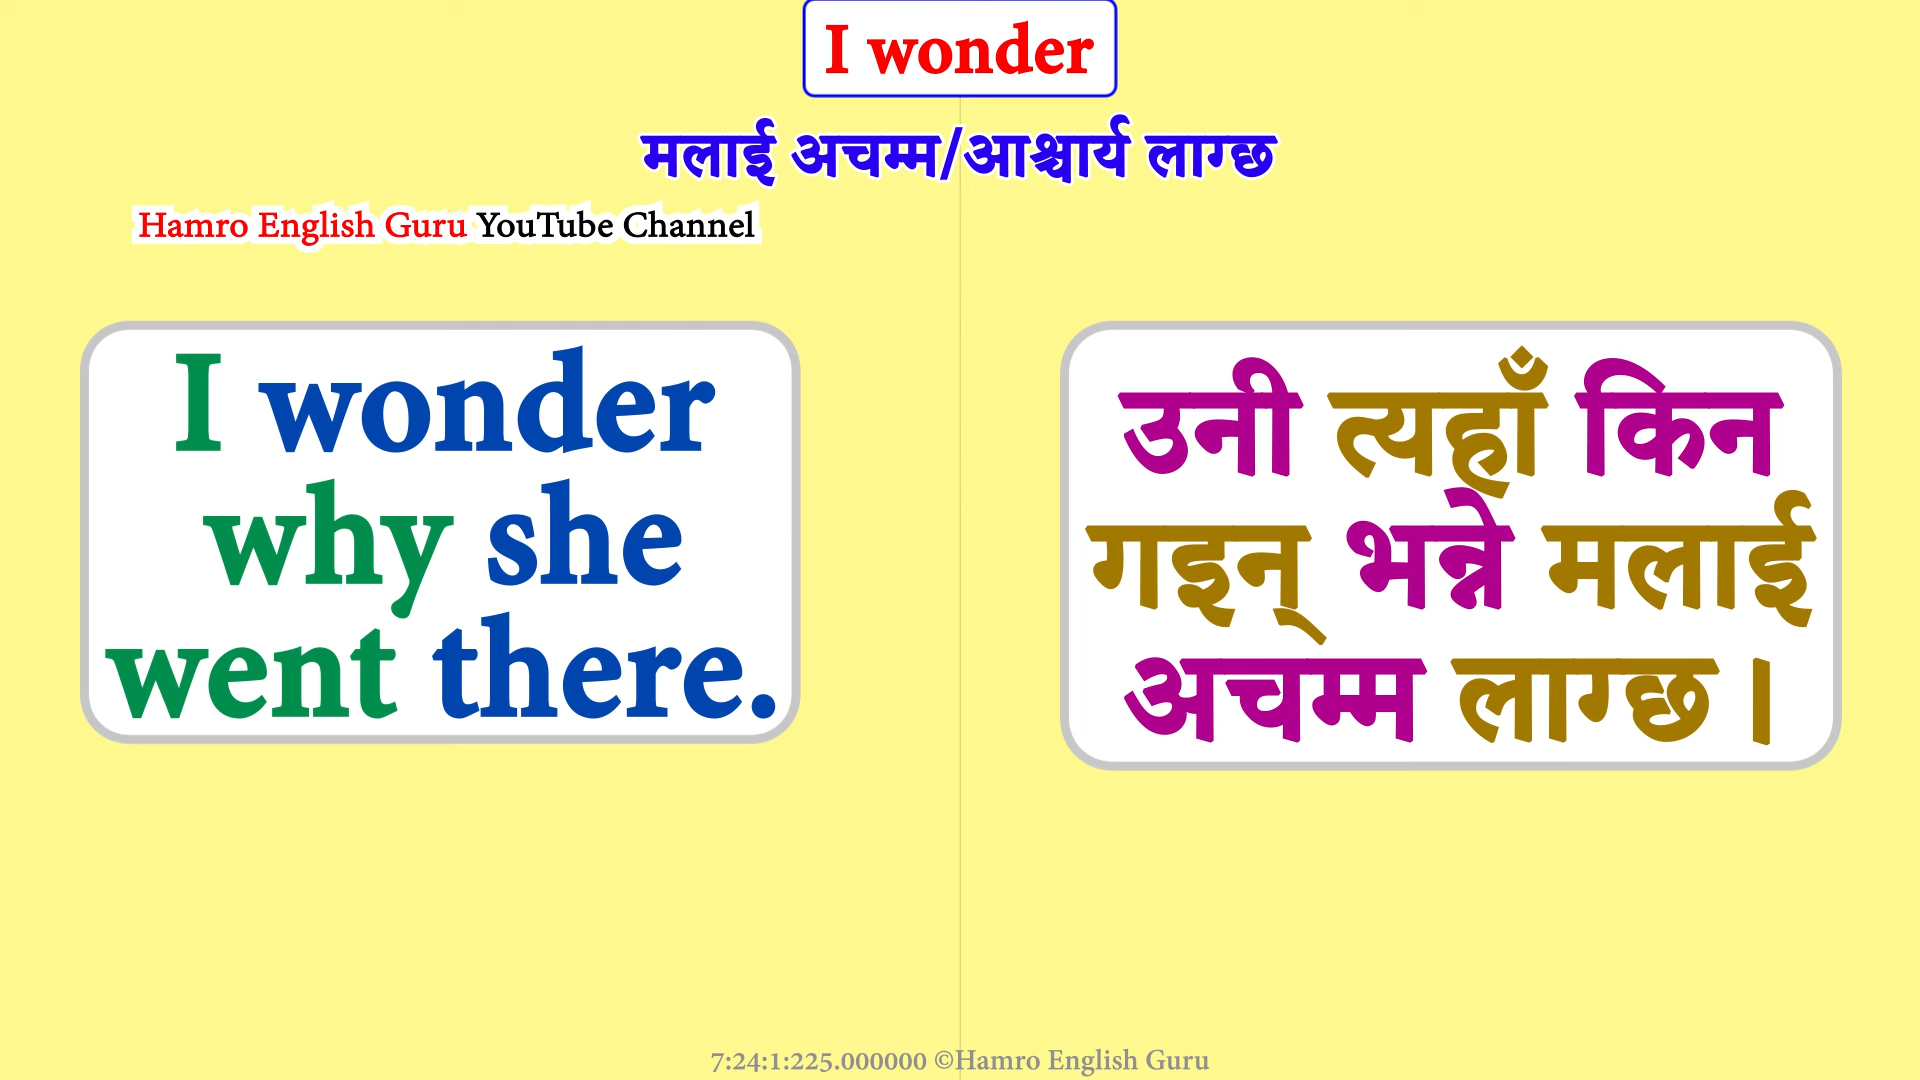 I wonder
मलाई अचम्म/आश्चार्य लाग्छ
Hamro English Guru YouTube Channel
I wonder
why she
went there.
उनी त्यहाँ किन
गइन् भन्ने मलाई
अचम्म लाग्छ ।
7:24:1:225.000000 ©Hamro English Guru